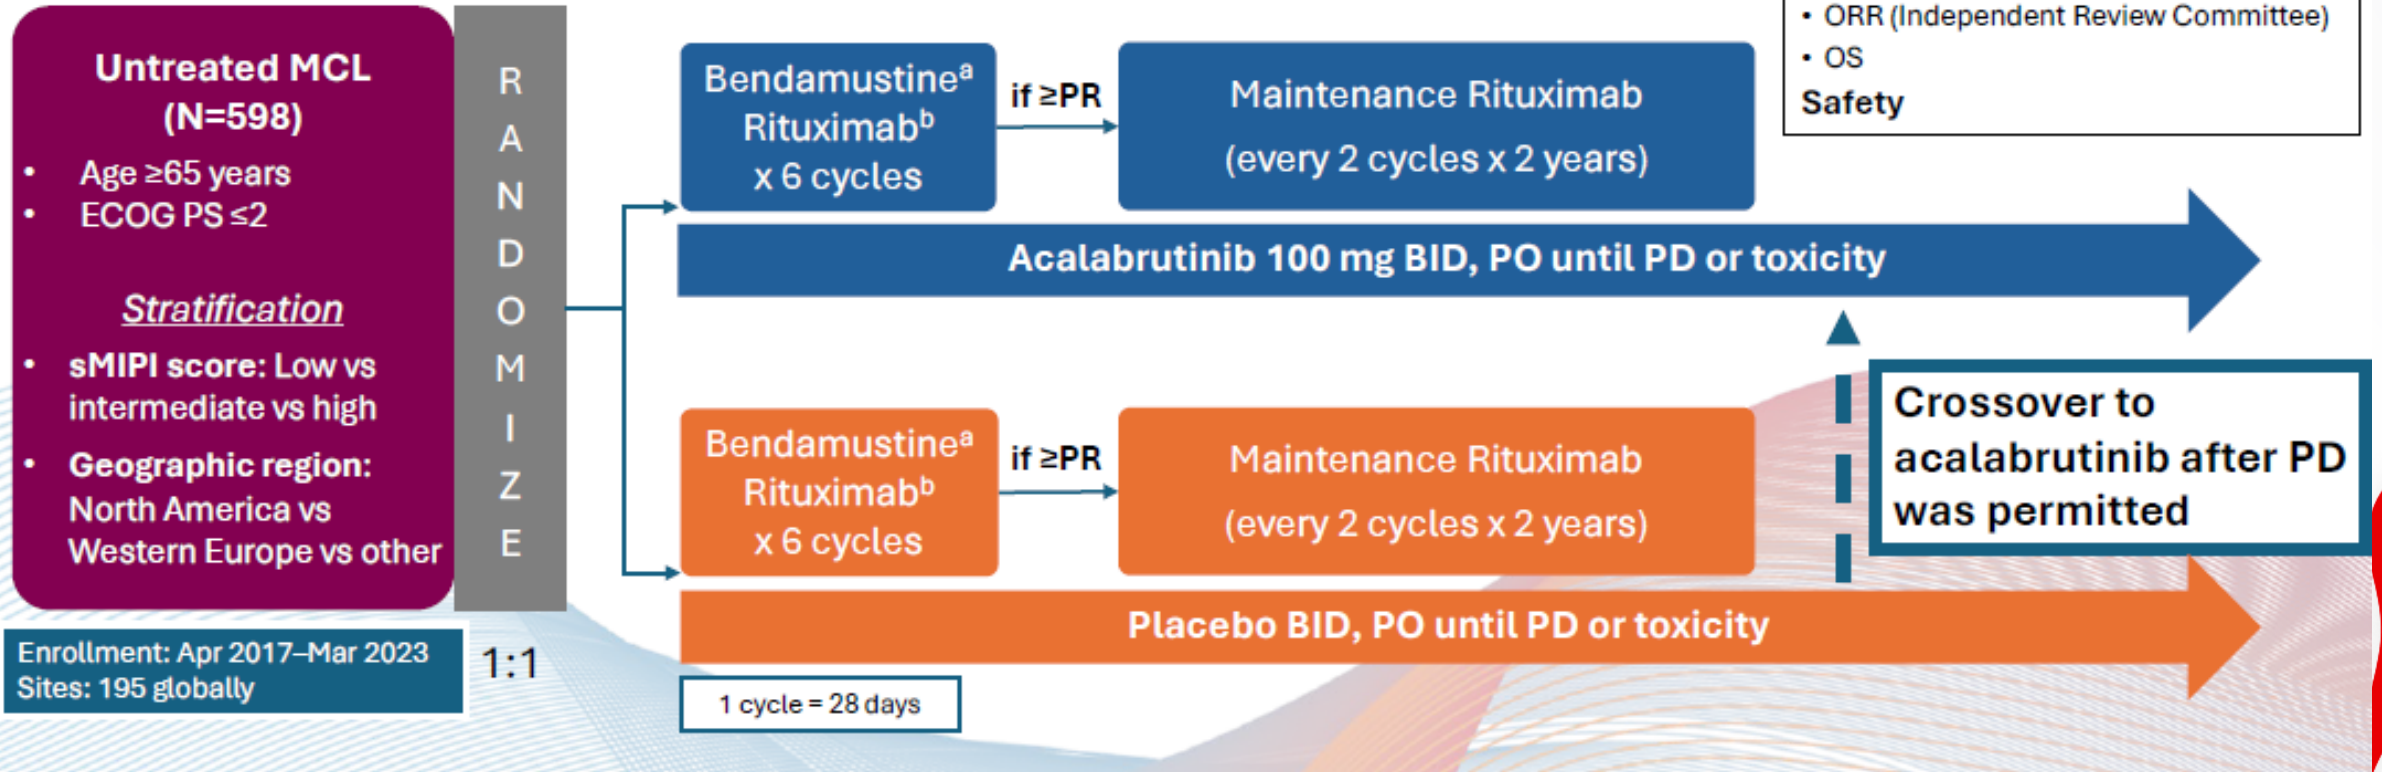 Untreated MCL
(N=598)
• Age ≥65 years
• ECOG PS ≤2
Stratification
• sMIPI score: Low vs
intermediate vs high
• Geographic region:
North America vs
Western Europe vs other
Enrollment: Apr 2017–Mar 2023
Sites: 195 globally
RANDOMIZE
1:1
Bendamustineᵃ
Rituximabᵇ
x 6 cycles
if ≥PR
Maintenance Rituximab
(every 2 cycles x 2 years)
Acalabrutinib 100 mg BID, PO until PD or toxicity
• ORR (Independent Review Committee)
• OS
Safety
Crossover to
acalabrutinib after PD
was permitted
Bendamustineᵃ
Rituximabᵇ
x 6 cycles
if ≥PR
Maintenance Rituximab
(every 2 cycles x 2 years)
Placebo BID, PO until PD or toxicity
1 cycle = 28 days